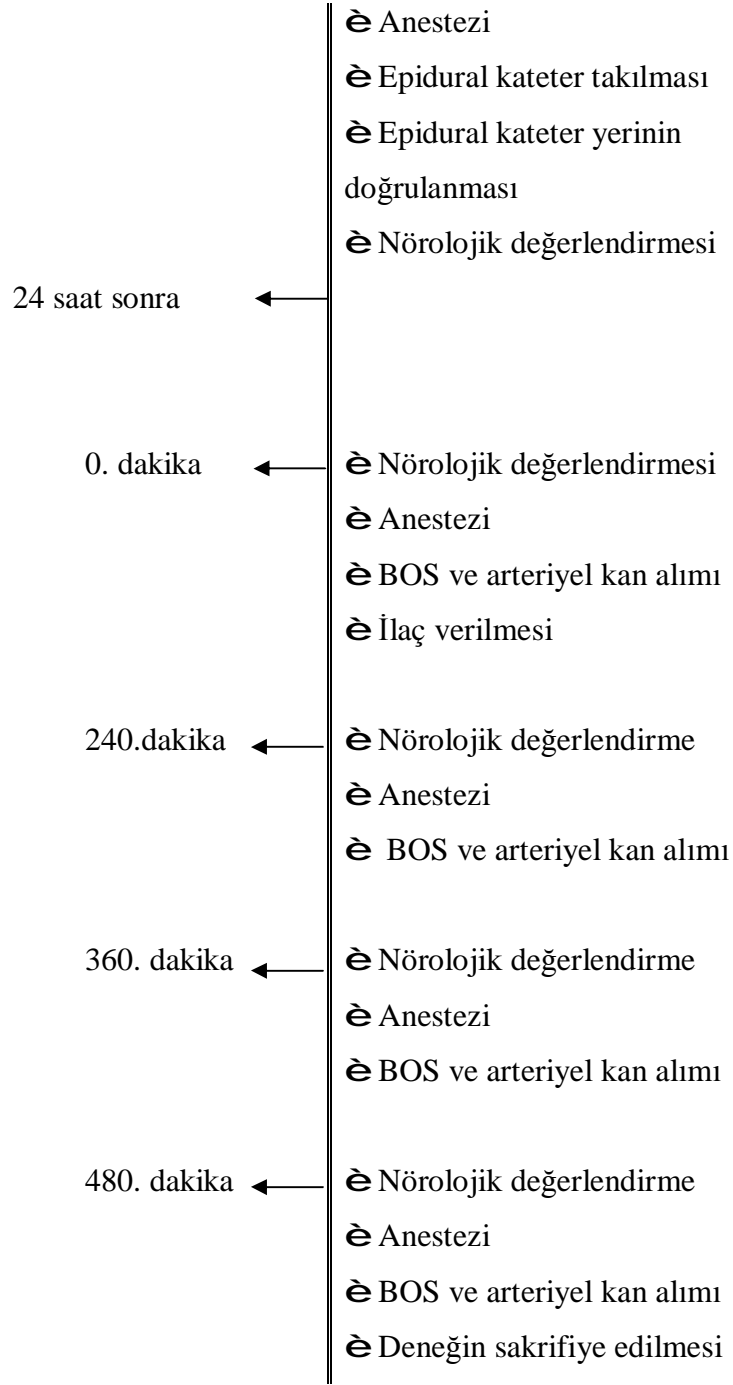 è Anestezi
è Epidural kateter takılması
è Epidural kateter yerinin
doğrulanması
è Nörolojik değerlendirmesi
24 saat sonra
0. dakika
è Nörolojik değerlendirmesi
è Anestezi
è BOS ve arteriyel kan alımı
è İlaç verilmesi
240.dakika
è Nörolojik değerlendirme
è Anestezi
è BOS ve arteriyel kan alımı
360. dakika
è Nörolojik değerlendirme
è Anestezi
è BOS ve arteriyel kan alımı
480. dakika
è Nörolojik değerlendirme
è Anestezi
è BOS ve arteriyel kan alımı
è Deneğin sakrifiye edilmesi